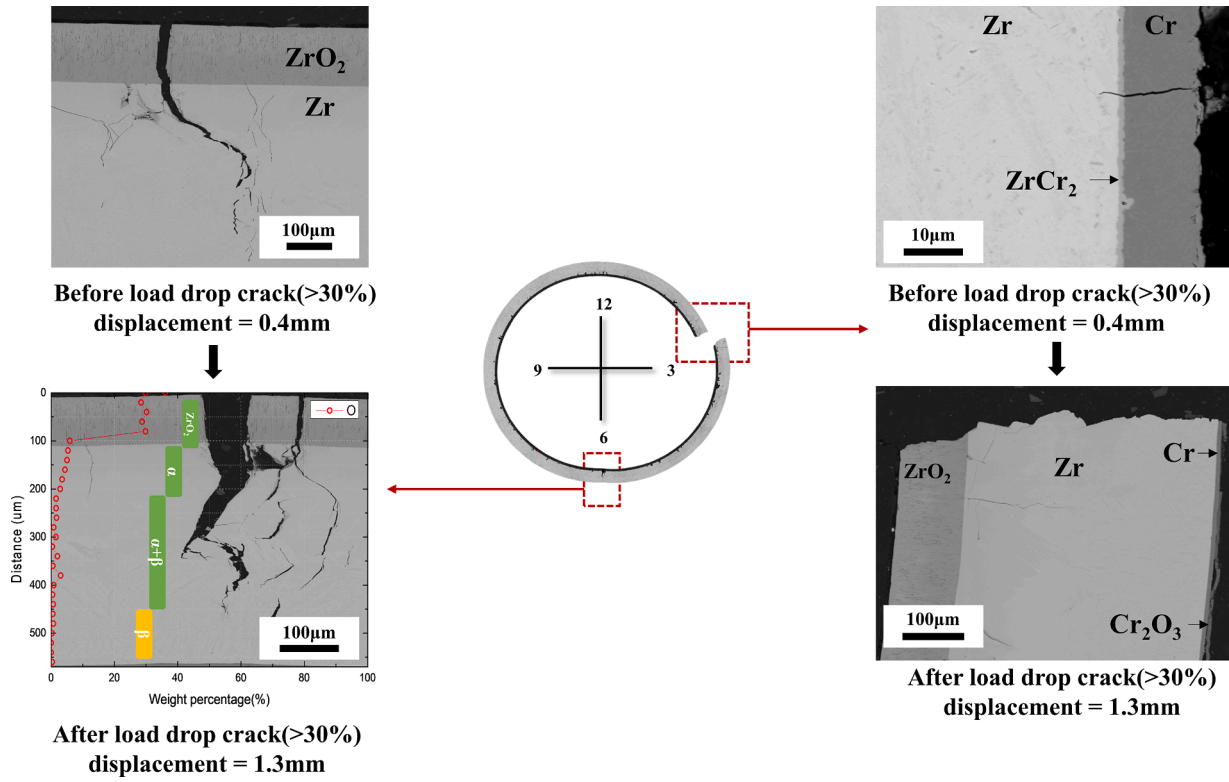 ZrO2
Zr
100μm
Before load drop crack(>30%)
displacement = 0.4mm
Zr
Cr
ZrCr2
10μm
Before load drop crack(>30%)
displacement = 0.4mm
12
9
3
6
0
100
200
300
400
500
Distance (um)
O
ZrO2
α
α+β
β
100μm
0
20
40
60
80
100
Weight percentage(%)
After load drop crack(>30%)
displacement = 1.3mm
ZrO2
Zr
Cr
Cr2O3
100μm
After load drop crack(>30%)
displacement = 1.3mm